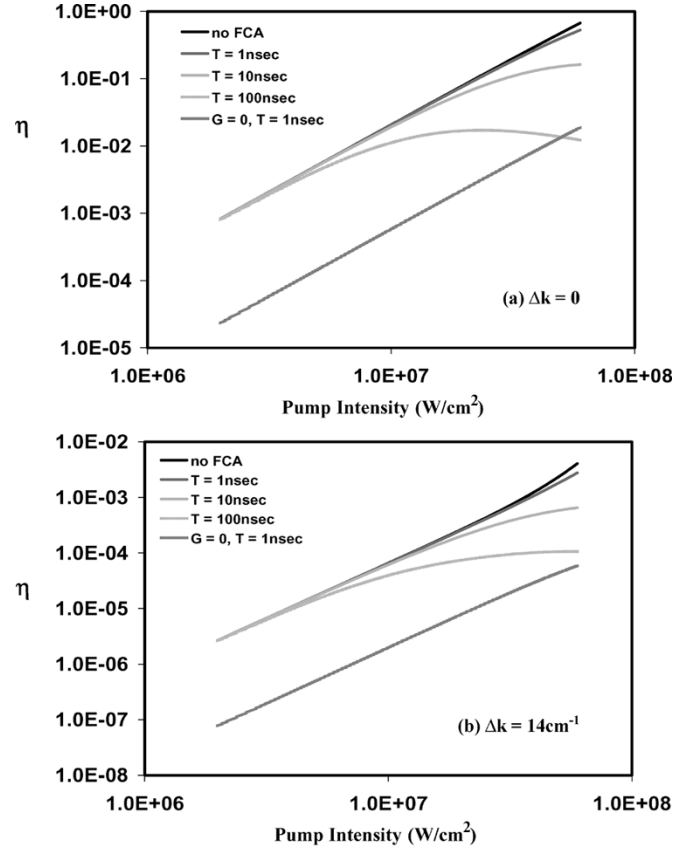 1.0E+00
no FCA
1.0E-01
T = 1nsec
T = 10nsec
T = 100nsec
η
1.0E-02
G = 0, T = 1nsec
1.0E-03
1.0E-04
(a) Δk = 0
1.0E-05
1.0E+06 1.0E+07 1.0E+08
Pump Intensity (W/cm²)
1.0E-02
no FCA
T = 1nsec
1.0E-03
T = 10nsec
T = 100nsec
1.0E-04
G = 0, T = 1nsec
η
1.0E-05
1.0E-06
1.0E-07
(b) Δk = 14cm⁻¹
1.0E-08
1.0E+06 1.0E+07 1.0E+08
Pump Intensity (W/cm²)